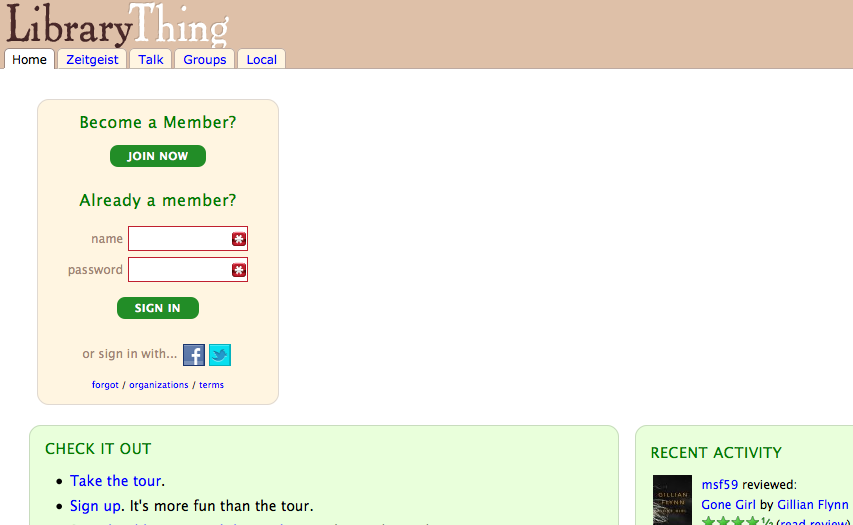 LibraryThing
Home Zeitgeist Talk Groups Local
Become a Member?
JOIN NOW
Already a member?
name
password
SIGN IN
or sign in with...
forgot / organizations / terms
CHECK IT OUT
• Take the tour.
• Sign up. It's more fun than the tour.
RECENT ACTIVITY
GILLIAN
FLYNN
msf59 reviewed:
Gone Girl by Gillian Flynn
(read review)